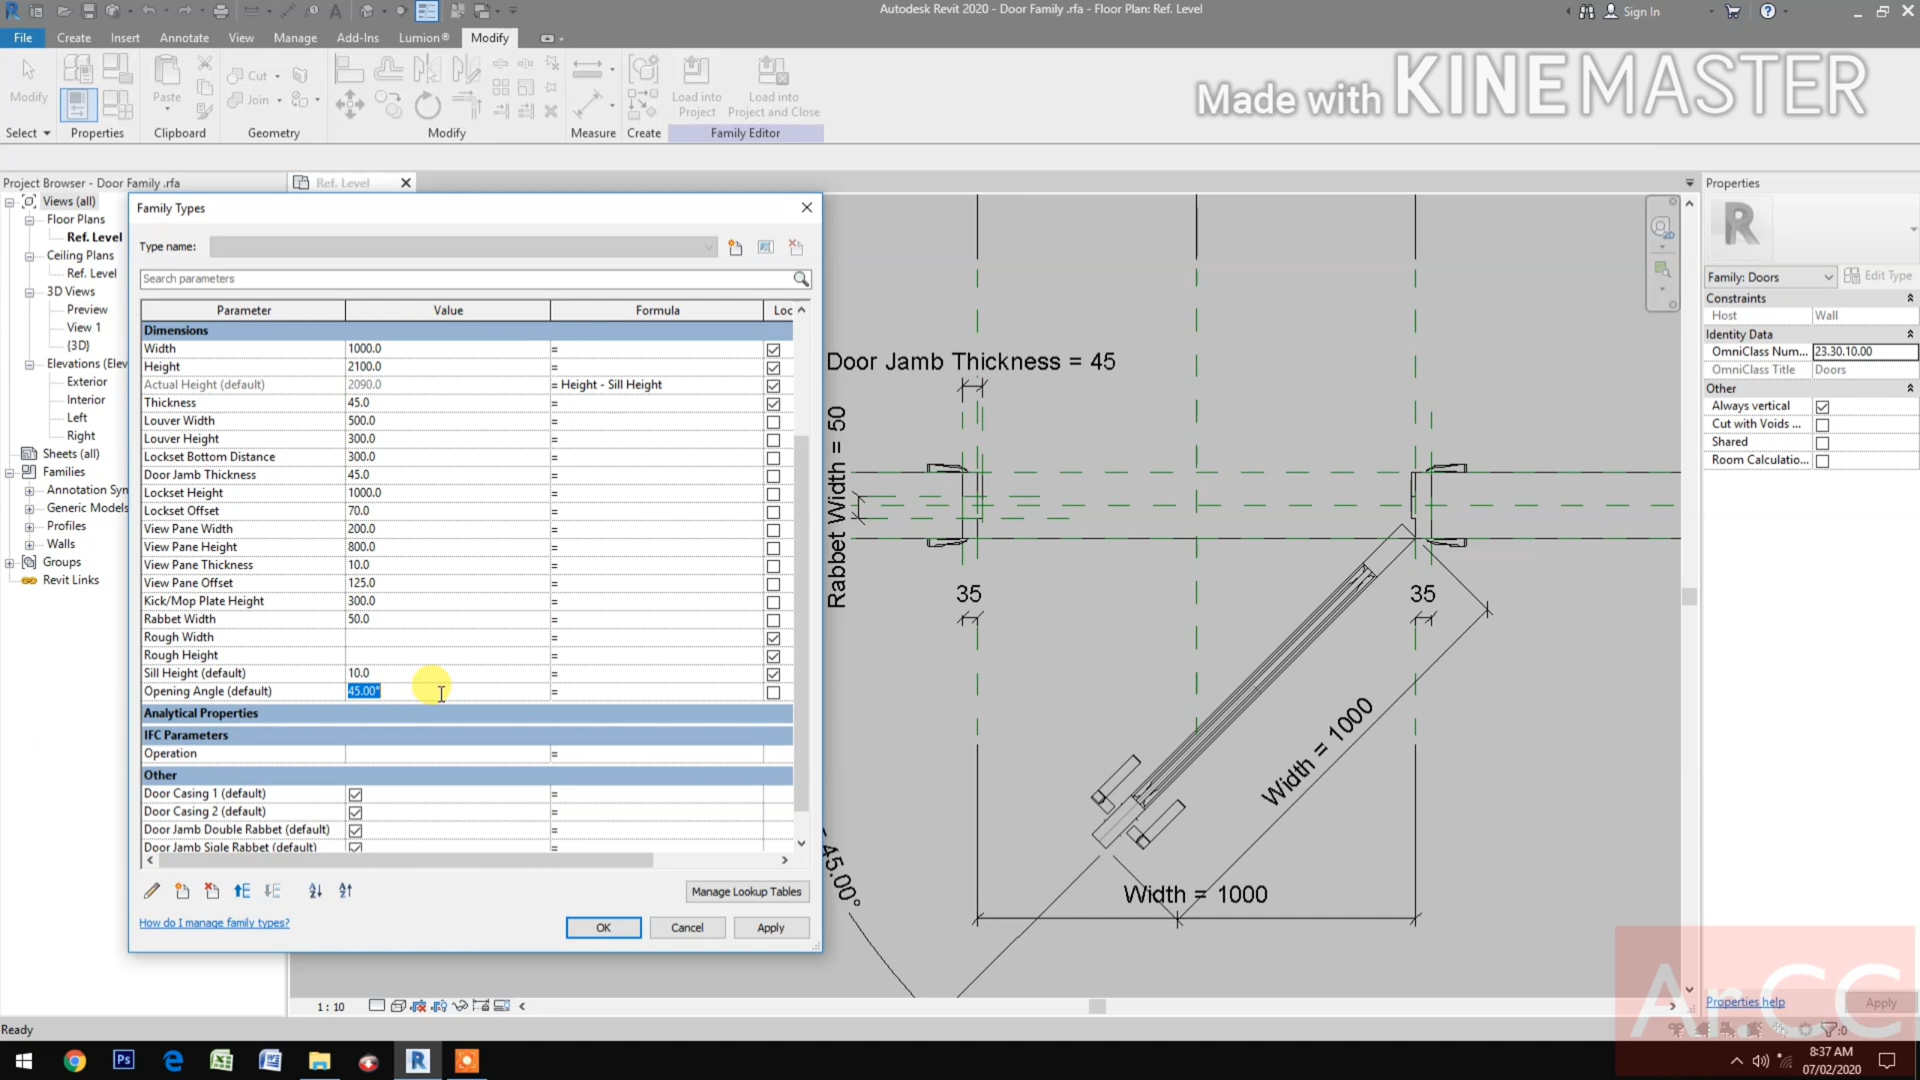 Autodesk Revit 2020 - Door Family .rfa - Floor Plan: Ref. Level
Sign In
File
Create
Insert
Annotate
View
Manage
Add-Ins
Lumion®
Modify
Modify
Paste
Cut
Join
Load into
Project
Load into
Project and Close
Select
Properties
Clipboard
Geometry
Modify
Measure
Create
Family Editor
Made with KINEMASTER
Project Browser - Door Family .rfa
Views (all)
Floor Plans
Ref. Level
Ceiling Plans
Ref. Level
3D Views
Preview
View 1
{3D}
Elevations (Elev
Exterior
Interior
Left
Right
Sheets (all)
Families
Annotation Syn
Generic Models
Profiles
Walls
Groups
Revit Links
Ref. Level
Family Types
Type name:
Search parameters
Parameter Value Formula Loc
Dimensions
Width 1000.0 =
Height 2100.0 =
Actual Height (default) 2090.0 = Height - Sill Height
Thickness 45.0 =
Louver Width 500.0 =
Louver Height 300.0 =
Lockset Bottom Distance 300.0 =
Door Jamb Thickness 45.0 =
Lockset Height 1000.0 =
Lockset Offset 70.0 =
View Pane Width 200.0 =
View Pane Height 800.0 =
View Pane Thickness 10.0 =
View Pane Offset 125.0 =
Kick/Mop Plate Height 300.0 =
Rabbet Width 50.0 =
Rough Width =
Rough Height =
Sill Height (default) 10.0 =
Opening Angle (default) 45.00° =
Analytical Properties
IFC Parameters
Operation =
Other
Door Casing 1 (default) =
Door Casing 2 (default) =
Door Jamb Double Rabbet (default) =
Door Jamb Sigle Rabbet (default) =
Manage Lookup Tables
How do I manage family types?
OK
Cancel
Apply
Door Jamb Thickness = 45
Rabbet Width = 50
35
35
Width = 1000
Width = 1000
45.00°
1 : 10
Properties
Family: Doors
Edit Type
Constraints
Host Wall
Identity Data
OmniClass Num... 23.30.10.00
OmniClass Title Doors
Other
Always vertical
Cut with Voids ...
Shared
Room Calculatio...
Properties help
Apply
ArCC
Ready
:0
8:37 AM
07/02/2020